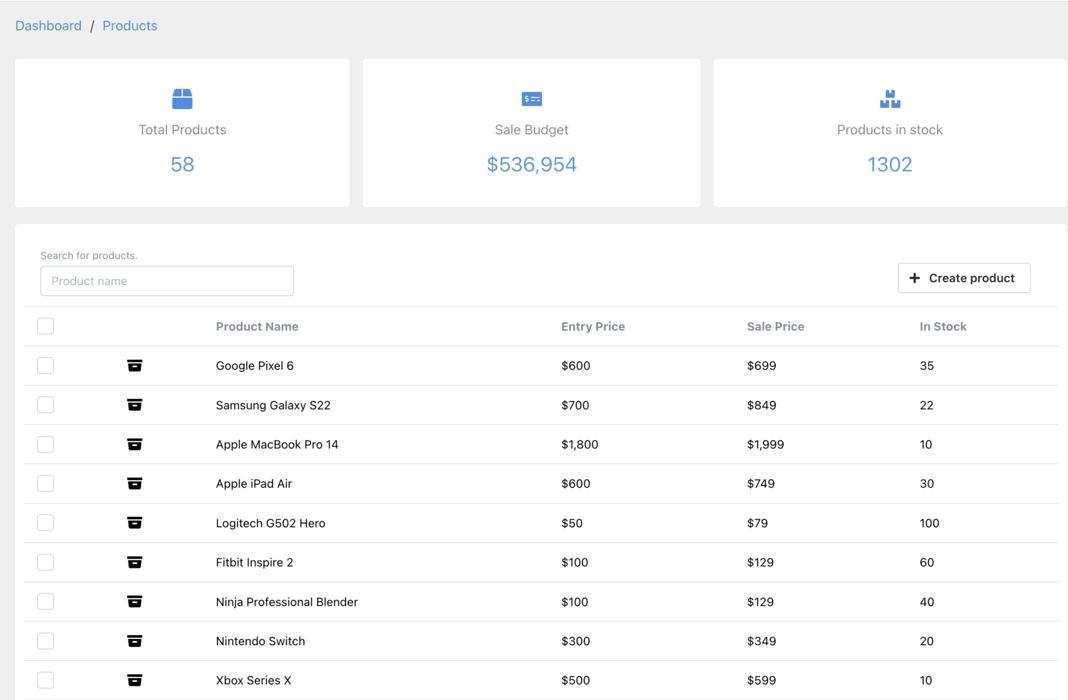 Dashboard / Products
Total Products
58
Sale Budget
$536,954
Products in stock
1302
Search for products.
Product name
+ Create product
Product Name Entry Price Sale Price In Stock
Google Pixel 6 $600 $699 35
Samsung Galaxy S22 $700 $849 22
Apple MacBook Pro 14 $1,800 $1,999 10
Apple iPad Air $600 $749 30
Logitech G502 Hero $50 $79 100
Fitbit Inspire 2 $100 $129 60
Ninja Professional Blender $100 $129 40
Nintendo Switch $300 $349 20
Xbox Series X $500 $599 10